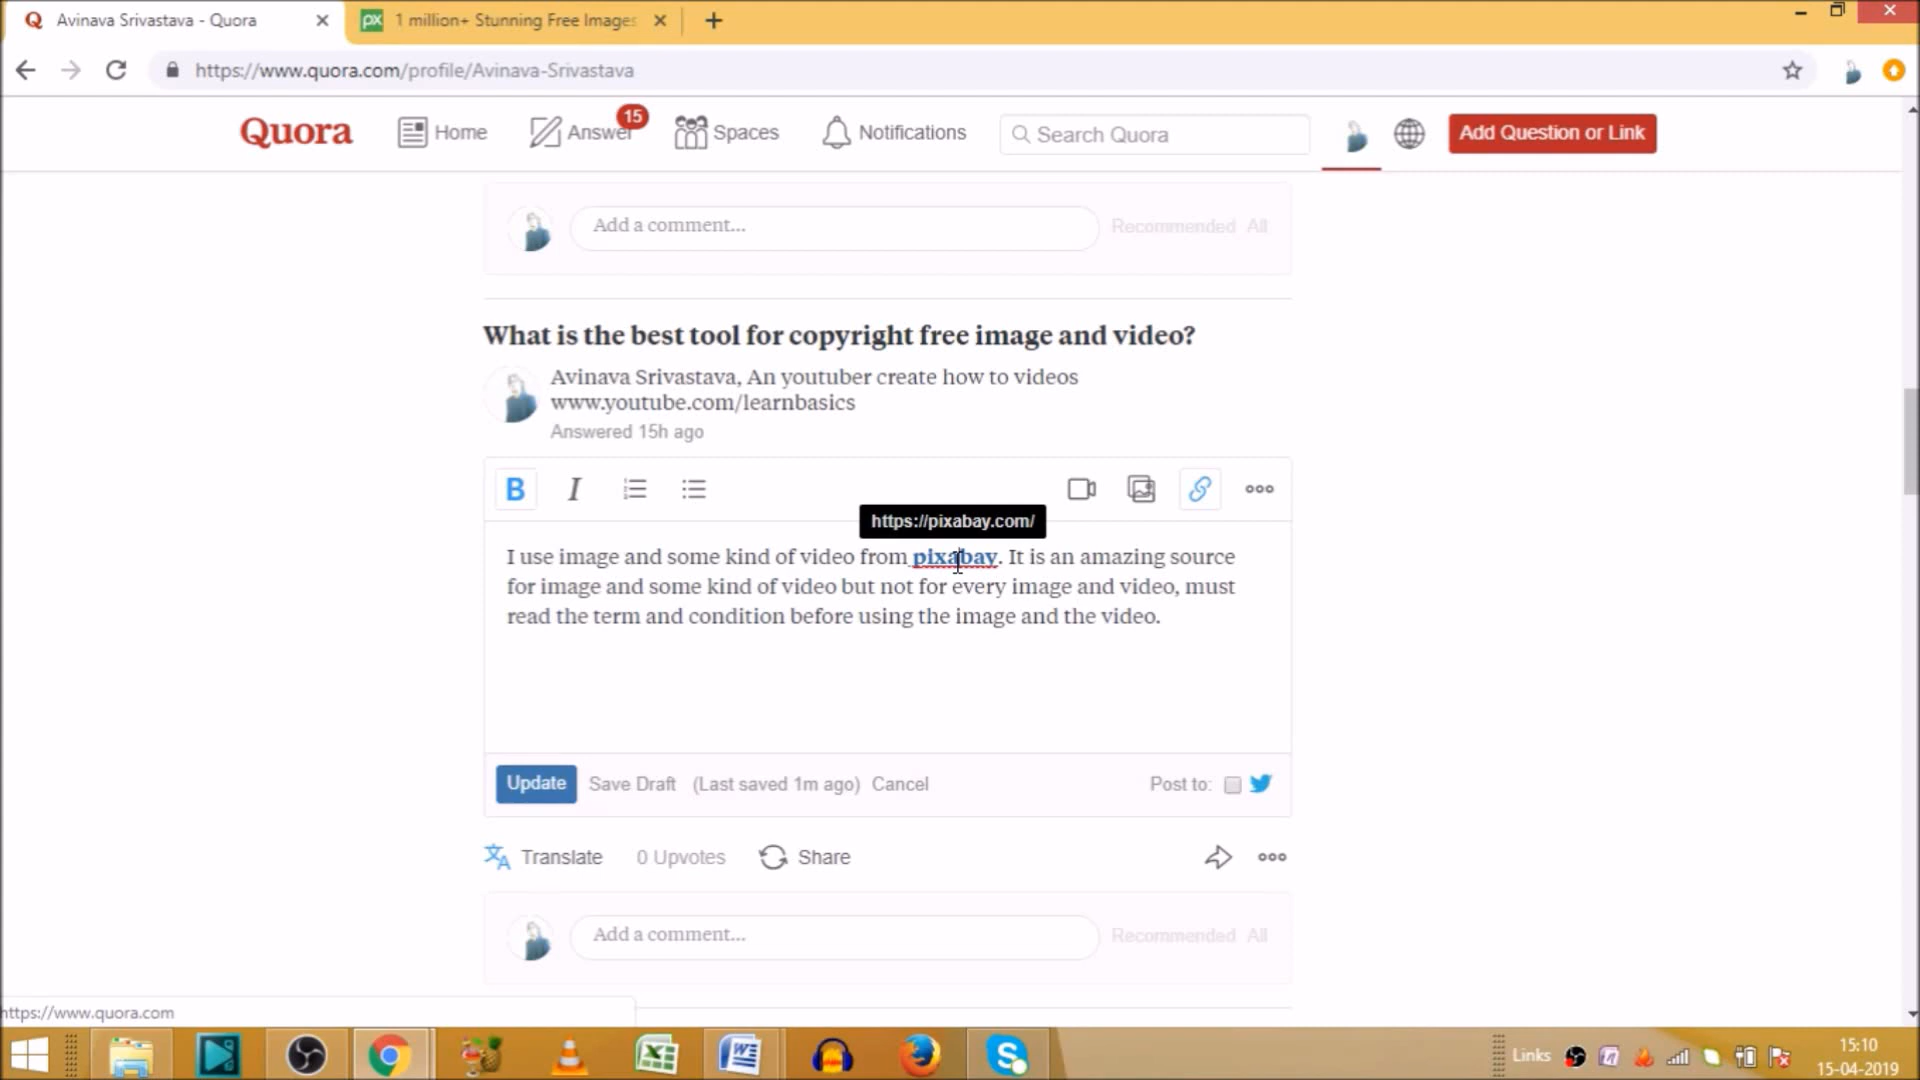 Avinava Srivastava - Quora
1 million+ Stunning Free Images
https://www.quora.com/profile/Avinava-Srivastava
Quora
Home
Answer
15
Spaces
Notifications
Search Quora
Add Question or Link
Add a comment...
Recommended All
What is the best tool for copyright free image and video?
Avinava Srivastava, An youtuber create how to videos
www.youtube.com/learnbasics
Answered 15h ago
B I
https://pixabay.com/
I use image and some kind of video from pixabay. It is an amazing source
for image and some kind of video but not for every image and video, must
read the term and condition before using the image and the video.
Update Save Draft (Last saved 1m ago) Cancel Post to:
Translate 0 Upvotes Share
Add a comment...
Recommended All
https://www.quora.com
Links
15:10
15-04-2019